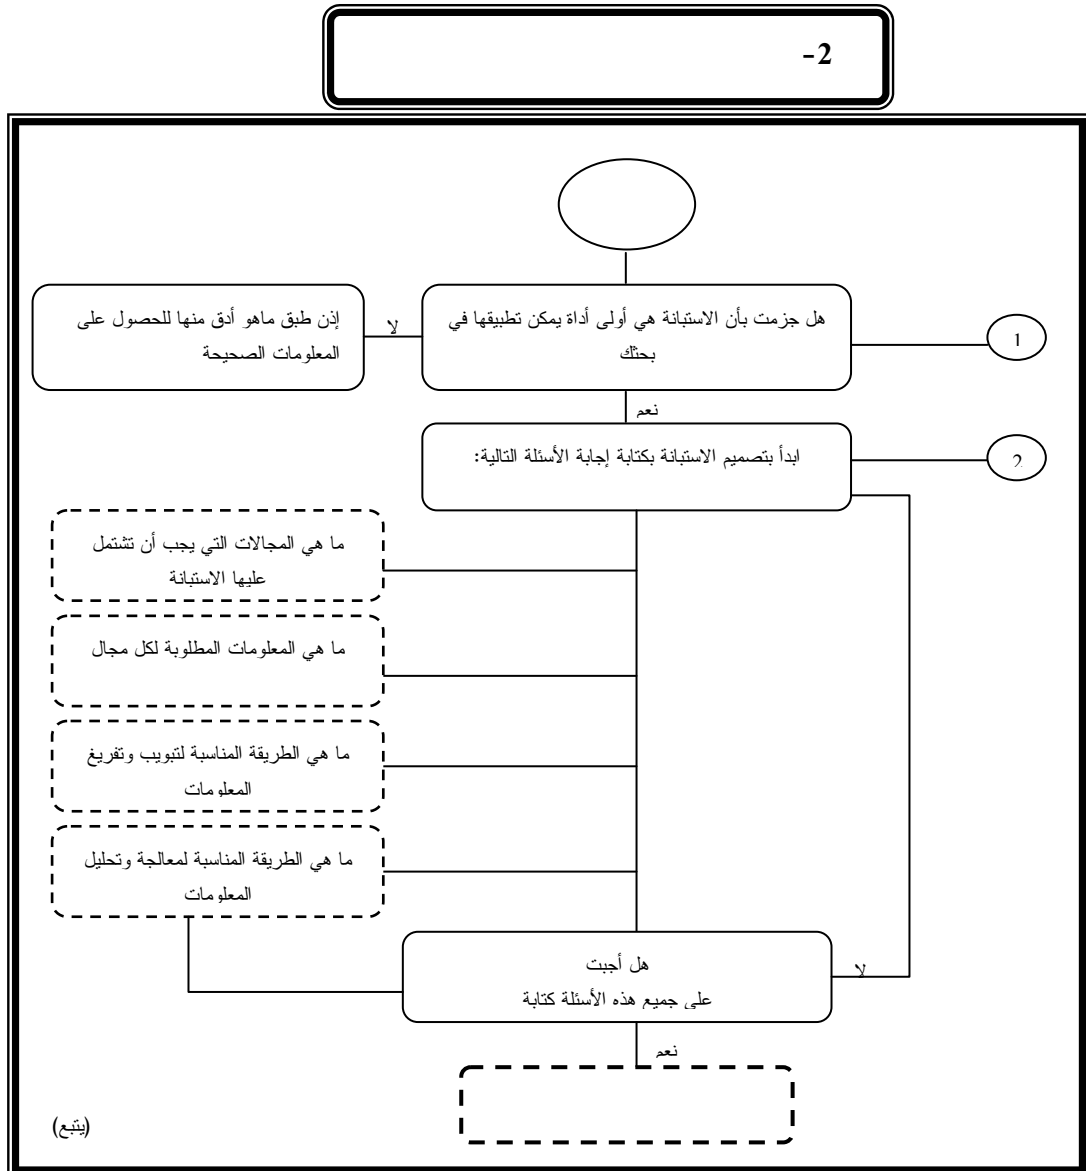 2-
هل جزمت بأن الاستبانة هي أولى أداة يمكن تطبيقها في
بحثك
1
لا
إذن طبق ماهو أدق منها للحصول على
المعلومات الصحيحة
نعم
ابدأ بتصميم الاستبانة بكتابة إجابة الأسئلة التالية:
2
ما هي المجالات التي يجب أن تشتمل
عليها الاستبانة
ما هي المعلومات المطلوبة لكل مجال
ما هي الطريقة المناسبة لتبويب وتفريغ
المعلومات
ما هي الطريقة المناسبة لمعالجة وتحليل
المعلومات
هل أجبت
على جميع هذه الأسئلة كتابة
لا
نعم
(يتبع)